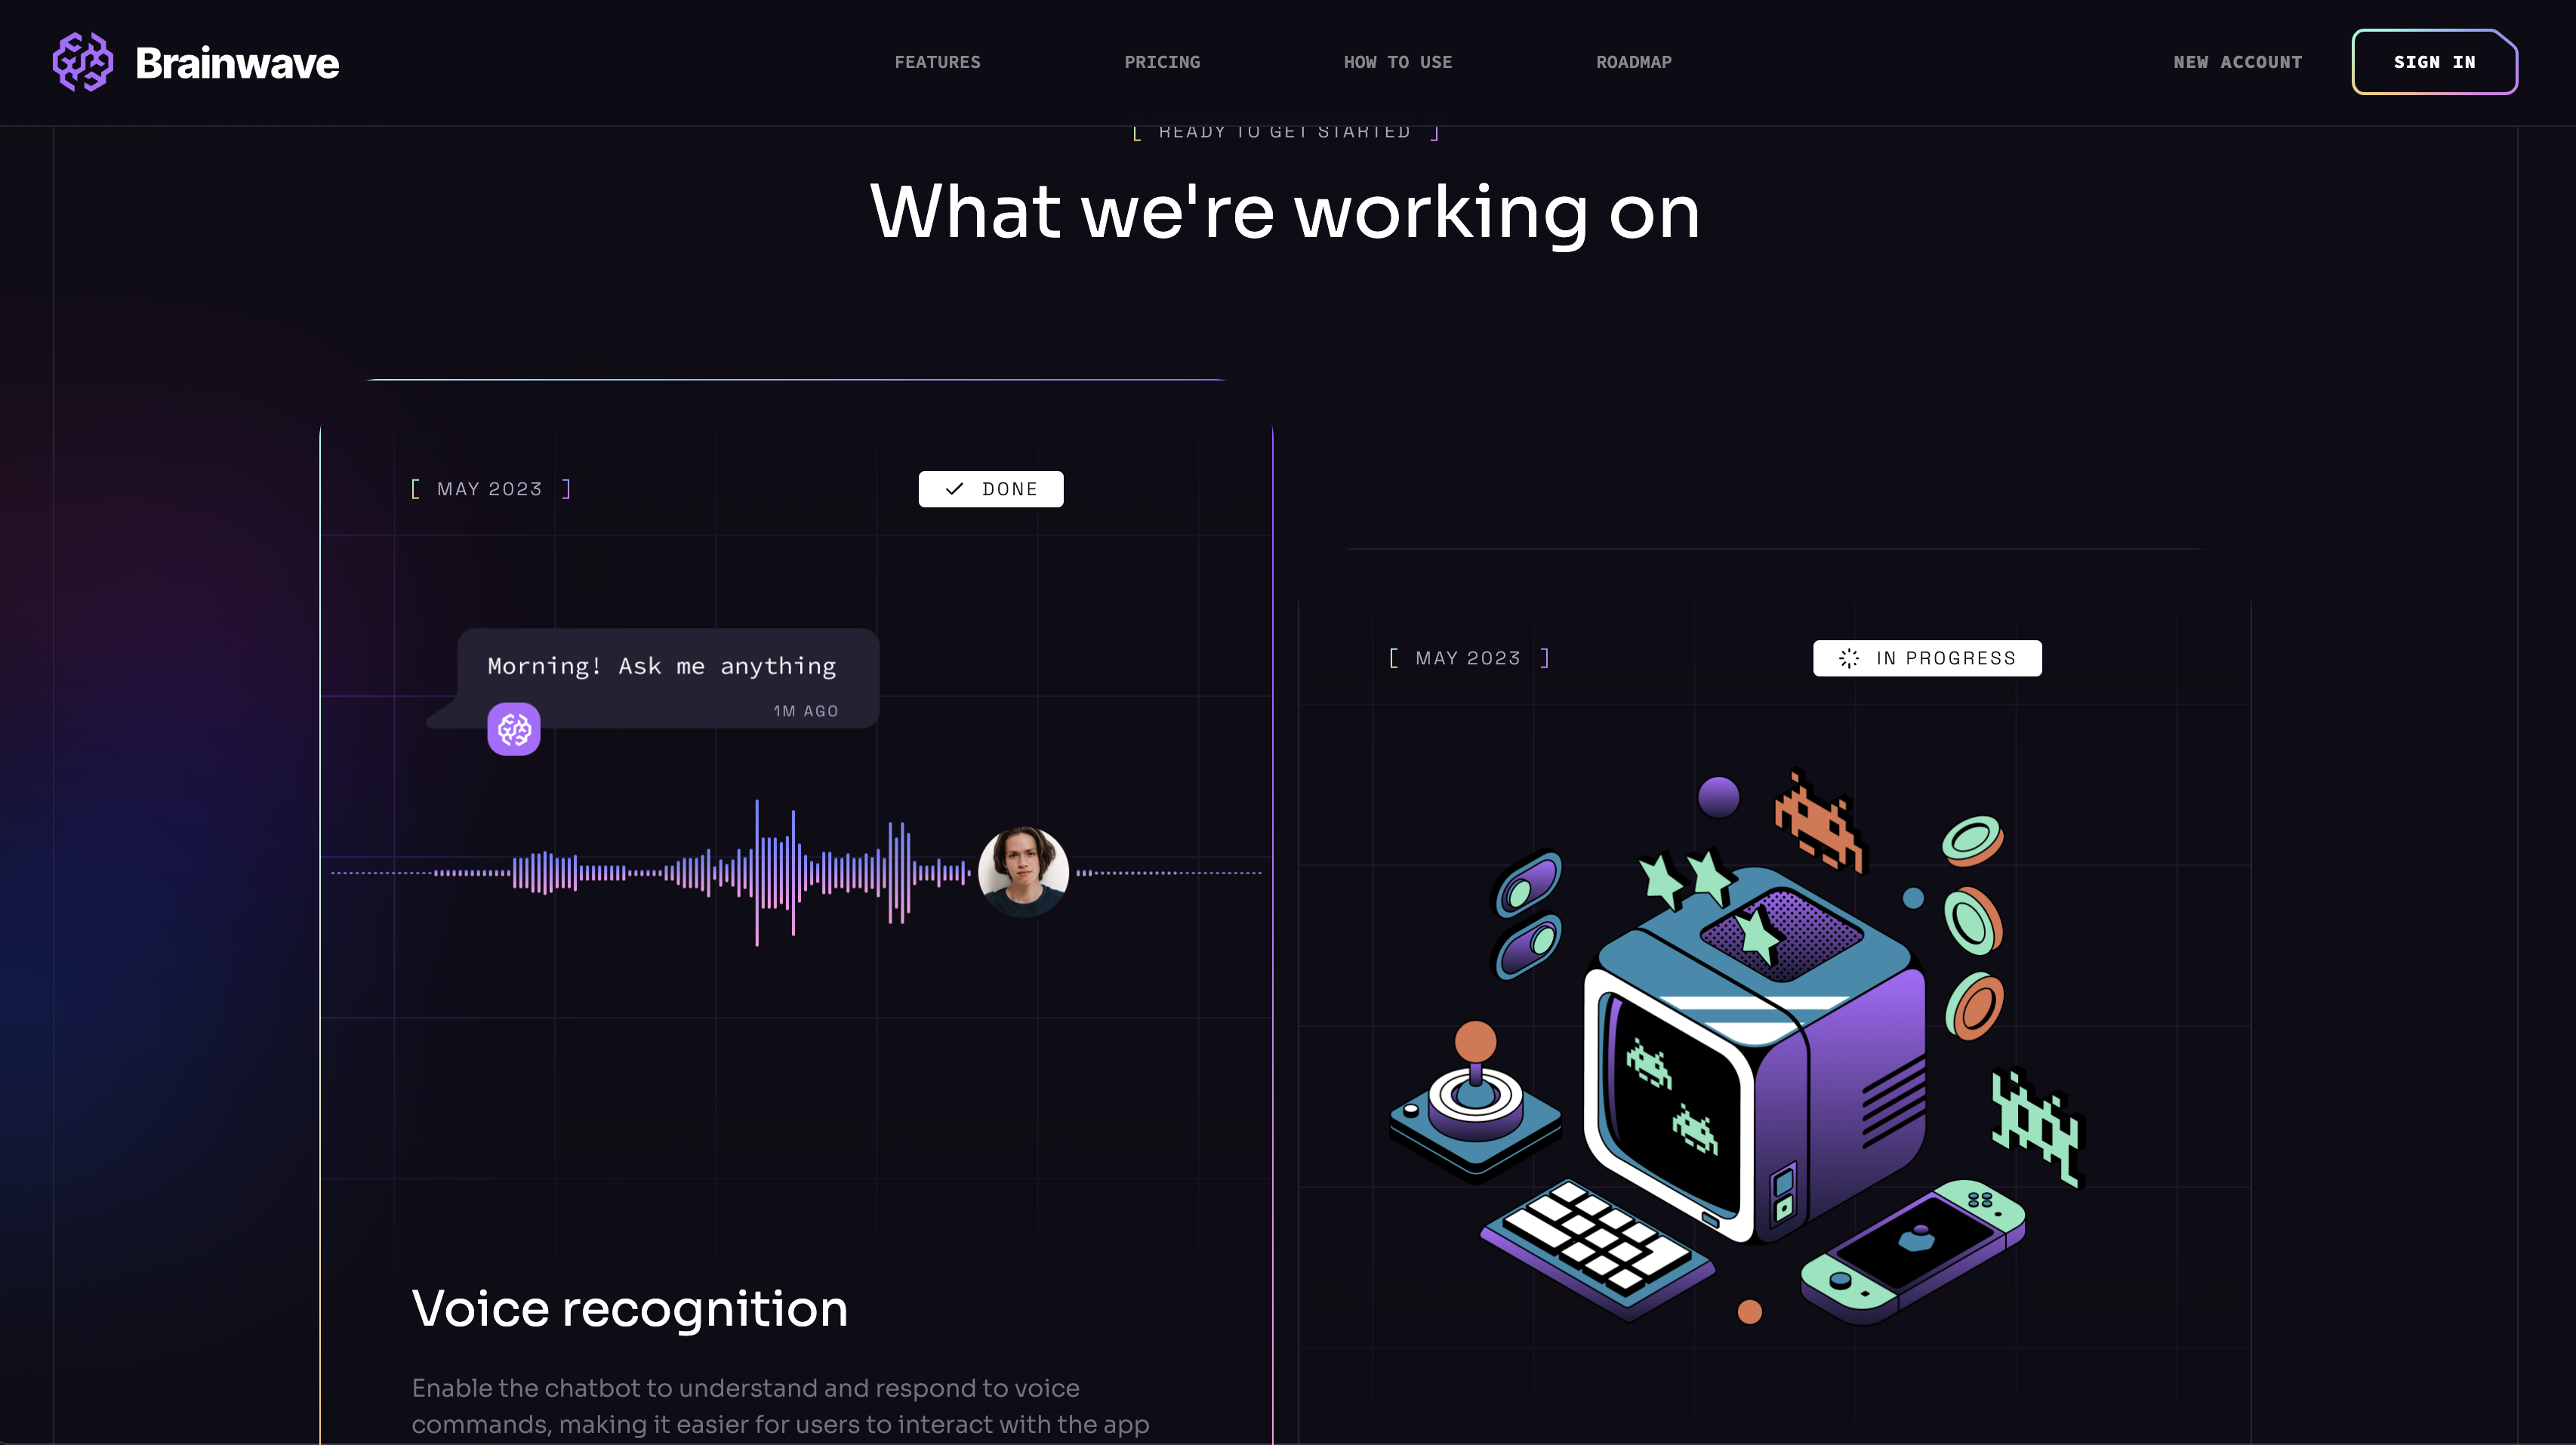 Brainwave
FEATURES
PRICING
HOW TO USE
ROADMAP
NEW ACCOUNT
SIGN IN
READY TO GET STARTED
What we're working on
MAY 2023
DONE
Morning! Ask me anything
1M AGO
Voice recognition
Enable the chatbot to understand and respond to voice
commands, making it easier for users to interact with the app
MAY 2023
IN PROGRESS